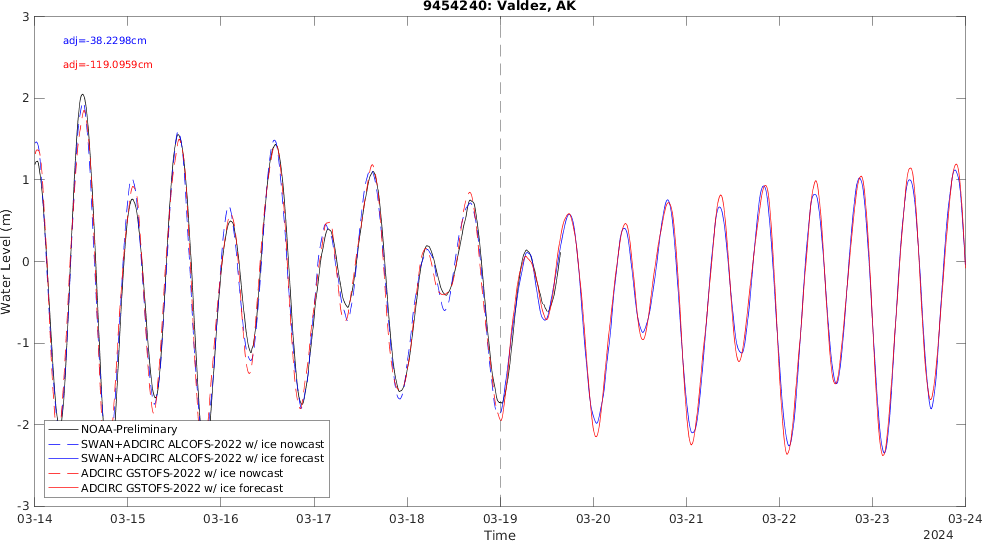 9454240: Valdez, AK
adj=-38.2298cm
adj=-119.0959cm
3
2
1
0
-1
-2
-3
Water Level (m)
NOAA-Preliminary
SWAN+ADCIRC ALCOFS-2022 w/ ice nowcast
SWAN+ADCIRC ALCOFS-2022 w/ ice forecast
ADCIRC GSTOFS-2022 w/ ice nowcast
ADCIRC GSTOFS-2022 w/ ice forecast
03-14 03-15 03-16 03-17 03-18 03-19 03-20 03-21 03-22 03-23 03-24
Time
2024